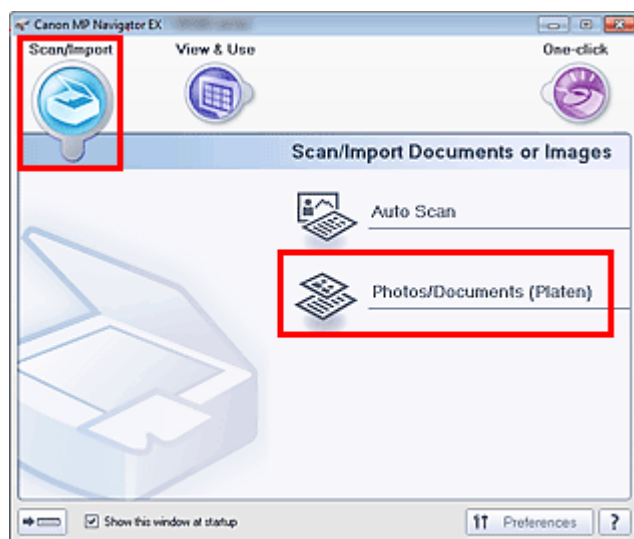 Canon MP Navigator EX
Scan/Import View & Use One-click
Scan/Import Documents or Images
Auto Scan
Photos/Documents (Platen)
Show this window at startup Preferences ?